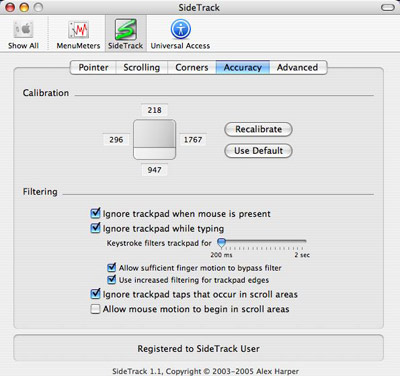 SideTrack
Show All MenuMeters SideTrack Universal Access
Pointer Scrolling Corners Accuracy Advanced
Calibration
218
296 1767
947
Recalibrate
Use Default
Filtering
Ignore trackpad when mouse is present
Ignore trackpad while typing
Keystroke filters trackpad for
200 ms 2 sec
Allow sufficient finger motion to bypass filter
Use increased filtering for trackpad edges
Ignore trackpad taps that occur in scroll areas
Allow mouse motion to begin in scroll areas
Registered to SideTrack User
SideTrack 1.1, Copyright © 2003-2005 Alex Harper